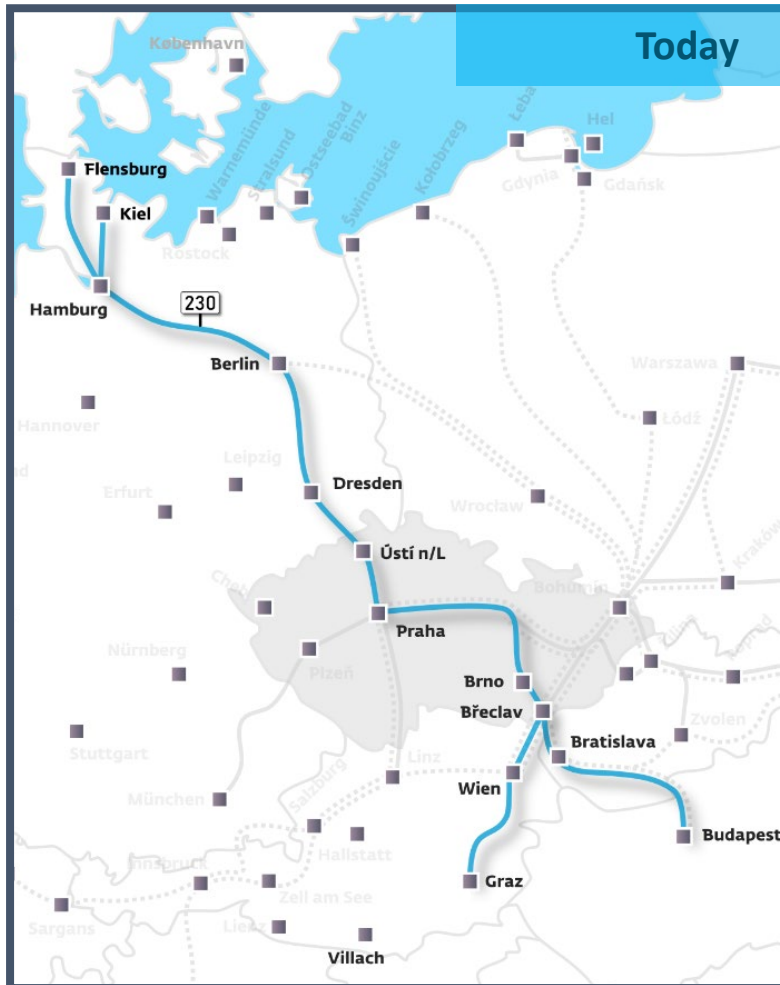 Today
København
Warnemünde
Stralsund
Ostseebad
Binz
Świnoujście
Kołobrzeg
Łeba
Hel
Gdynia
Gdańsk
Flensburg
Kiel
Rostock
Hamburg
230
Berlin
Warszawa
Hannover
Łódź
Leipzig
Dresden
Erfurt
Wrocław
Kraków
Ústí n/L
Cheb
Bohumín
Praha
Nürnberg
Plzeň
Brno
Břeclav
Zvolen
Stuttgart
Bratislava
Linz
Salzburg
Wien
München
Budapest
Hallstatt
Innsbruck
Graz
Zell am See
Sargans
Lienz
Villach